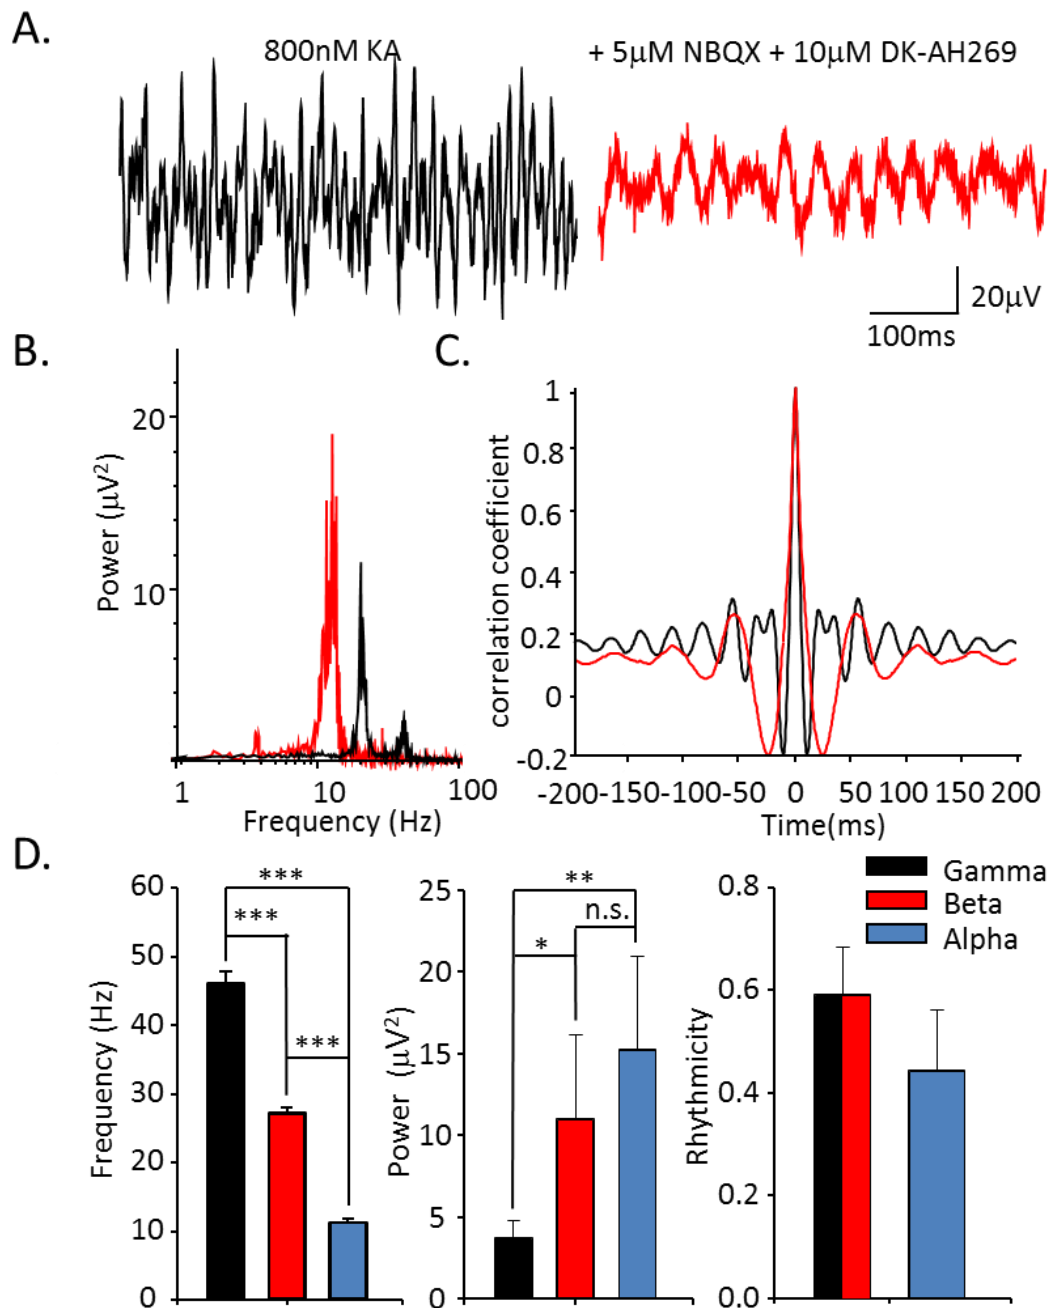 A.
800nM KA
+ 5μM NBQX + 10μM DK-AH269
20μV
100ms
B.
Power (μV²)
20
10
1 10 100
Frequency (Hz)
C.
correlation coefficient
1
0.8
0.6
0.4
0.2
0
-0.2
-200-150-100-50 0 50 100 150 200
Time(ms)
D.
Frequency (Hz)
60
50
40
30
20
10
0
***
***
***
Power (μV²)
25
20
15
10
5
0
**
n.s.
*
Rhythmicity
0.8
0.6
0.4
0.2
0.0
Gamma
Beta
Alpha